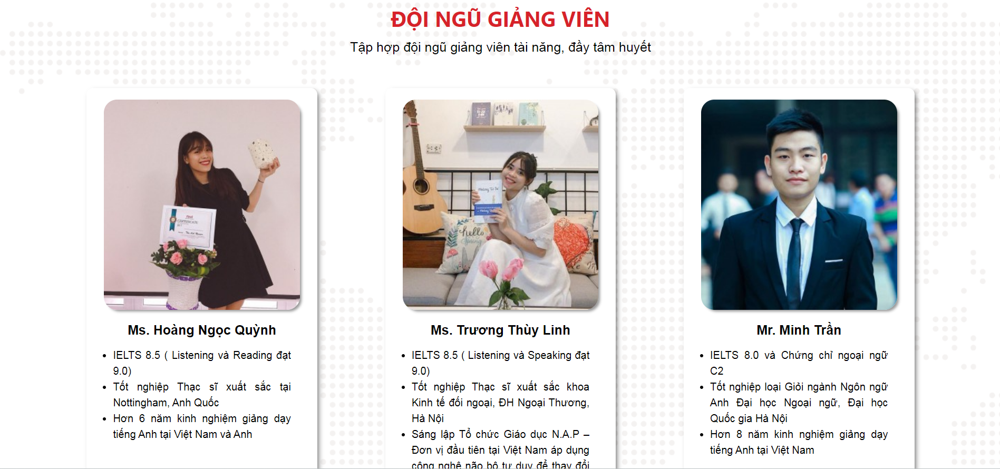 ĐỘI NGŨ GIẢNG VIÊN
Tập hợp đội ngũ giảng viên tài năng, đầy tâm huyết
hello
Spring
Ms. Hoàng Ngọc Quỳnh
IELTS 8.5 ( Listening và Reading đạt
9.0)
Tốt nghiệp Thạc sĩ xuất sắc tại
Nottingham, Anh Quốc
Hơn 6 năm kinh nghiệm giảng dạy
tiếng Anh tại Việt Nam và Anh
Ms. Trương Thùy Linh
IELTS 8.5 ( Listening và Speaking đạt
9.0)
Tốt nghiệp Thạc sĩ xuất sắc khoa
Kinh tế đối ngoại, ĐH Ngoại Thương,
Hà Nội
Sáng lập Tổ chức Giáo dục N.A.P –
Đơn vị đầu tiên tại Việt Nam áp dụng
công nghệ não bộ tư duy để thay đổi
Mr. Minh Trần
IELTS 8.0 và Chứng chỉ ngoại ngữ
C2
Tốt nghiệp loại Giỏi ngành Ngôn ngữ
Anh Đại học Ngoại ngữ, Đại học
Quốc gia Hà Nội
Hơn 8 năm kinh nghiệm giảng dạy
tiếng Anh tại Việt Nam